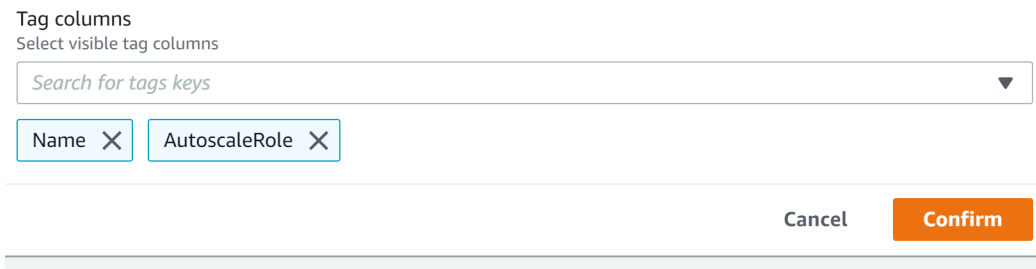 Tag columns
Select visible tag columns
Search for tags keys
Name AutoscaleRole
Cancel Confirm